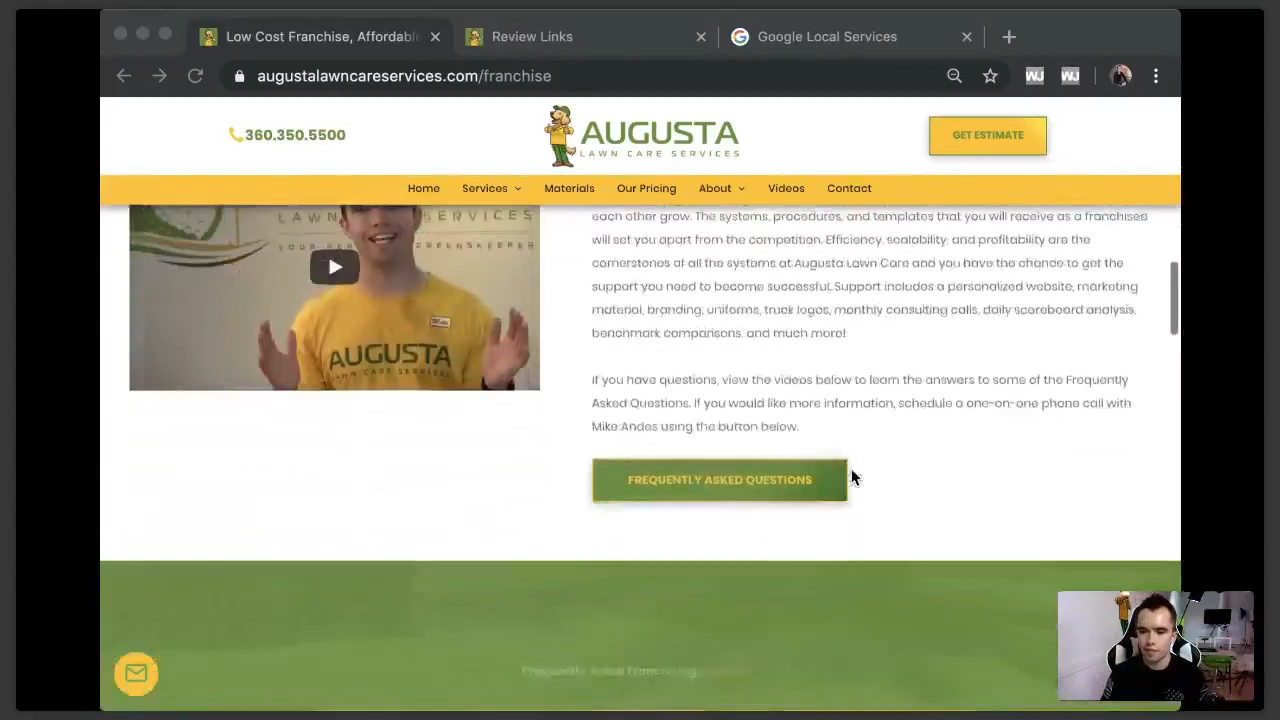 Low Cost Franchise, Affordabl
Review Links
Google Local Services
augustalawncareservices.com/franchise
WJ WJ
360.350.5500
AUGUSTA
LAWN CARE SERVICES
GET ESTIMATE
Home Services Materials Our Pricing About Videos Contact
LAWN SERVICES
AUGUSTA
LAWN CARE SERVICES
each other grow. The systems, procedures, and templates that you will receive as a franchisee
will set you apart from the competition. Efficiency, scalability, and profitability are the
cornerstones of all the systems at Augusta Lawn Care and you have the chance to get the
support you need to become successful. Support includes a personalized website, marketing
material, branding, uniforms, truck logos, monthly consulting calls, daily scoreboard analysis,
benchmark comparisons, and much more!
If you have questions, view the videos below to learn the answers to some of the Frequently
Asked Questions. If you would like more information, schedule a one-on-one phone call with
Mike Andes using the button below.
FREQUENTLY ASKED QUESTIONS
Frequently Asked Franchising